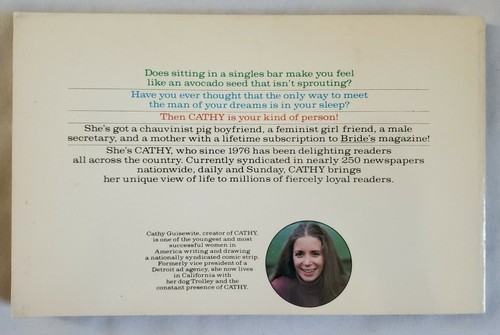 Does sitting in a singles bar make you feel
like an avocado seed that isn't sprouting?
Have you ever thought that the only way to meet
the man of your dreams is in your sleep?
Then CATHY is your kind of person!
She's got a chauvinist pig boyfriend, a feminist girl friend, a male
secretary, and a mother with a lifetime subscription to Bride's magazine!
She's CATHY, who since 1976 has been delighting readers
all across the country. Currently syndicated in nearly 250 newspapers
nationwide, daily and Sunday, CATHY brings
her unique view of life to millions of fiercely loyal readers.
Cathy Guisewite, creator of CATHY,
is one of the youngest and most
successful women in
America writing and drawing
a nationally syndicated comic strip.
Formerly vice president of a
Detroit ad agency, she now lives
in California with
her dog Trolley and the
constant presence of CATHY.